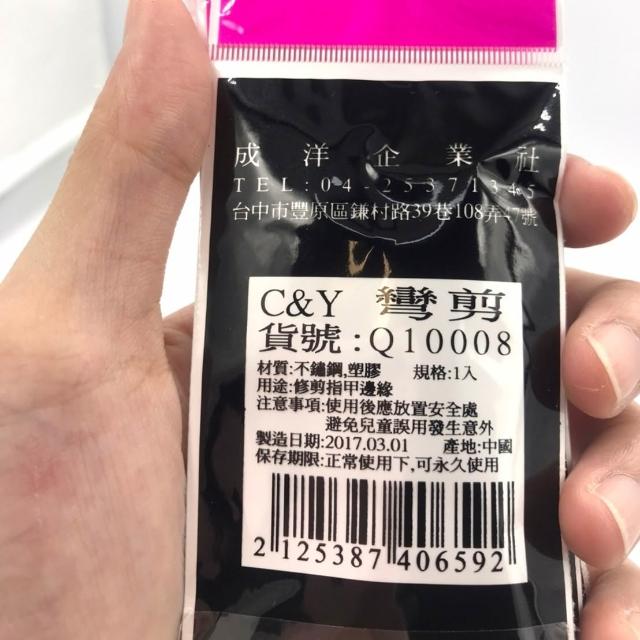 成洋企業社
TEL:04-25371345
台中市豐原區鎌村路39巷108弄47號
C&Y 彎剪
貨號:Q10008
材質:不鏽鋼,塑膠 規格:1入
用途:修剪指甲邊緣
注意事項:使用後應放置安全處
避免兒童誤用發生意外
製造日期:2017.03.01 產地:中國
保存期限:正常使用下,可永久使用
2 125387 406592